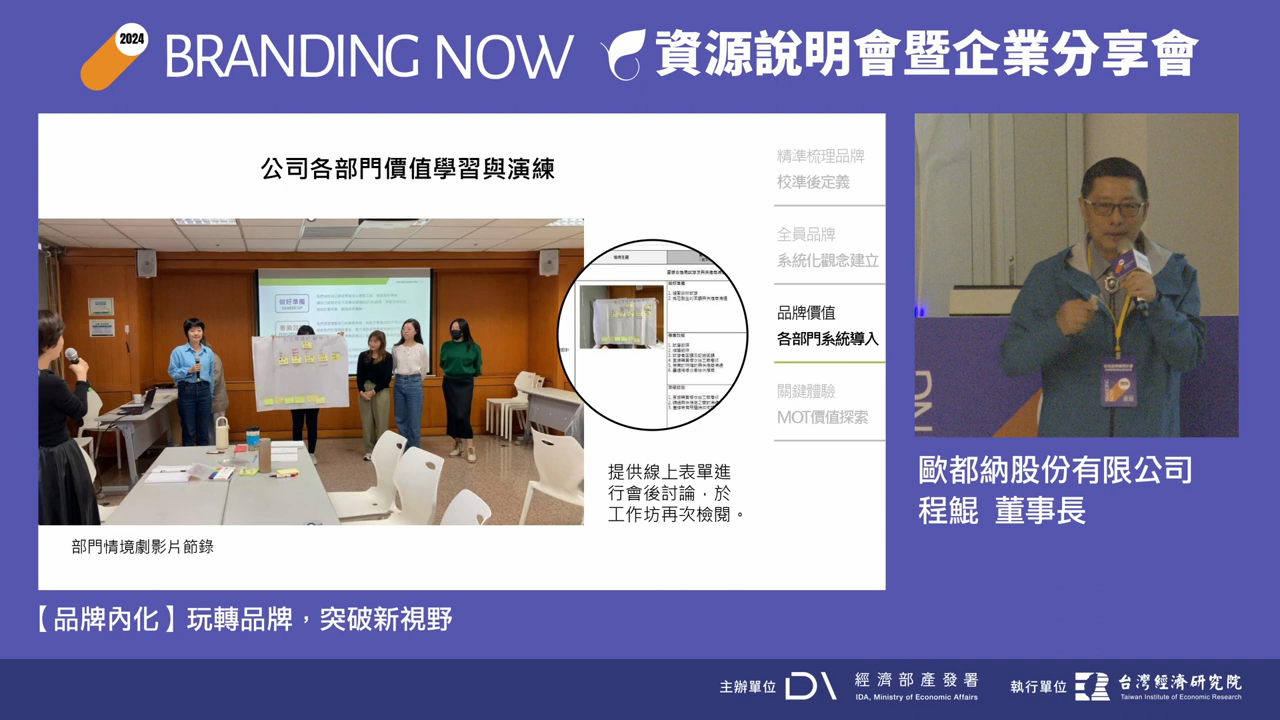 2024
BRANDING NOW
資源說明會暨企業分享會
公司各部門價值學習與演練
精準梳理品牌
校準後定義
全員品牌
系統化觀念建立
品牌價值
各部門系統導入
關鍵體驗
MOT價值探索
做好準備
提供線上表單進
行會後討論，於
工作坊再次檢閱。
部門情境劇影片節錄
歐都納股份有限公司
程鯤 董事長
【品牌內化】玩轉品牌，突破新視野
主辦單位
經濟部產發署
IDA, Ministry of Economic Affairs
執行單位
台灣經濟研究院
Taiwan Institute of Economic Research